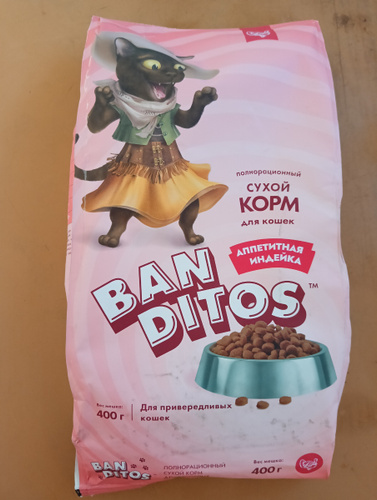 полнорационный
СУХОЙ
КОРМ
для кошек
АППЕТИТНАЯ
ИНДЕЙКА
BAN
DITOS™
Вес нетто:
400 г
Для привередливых
кошек
BAN
DITOS
ПОЛНОРАЦИОННЫЙ
СУХОЙ КОРМ
Вес нетто:
400 г